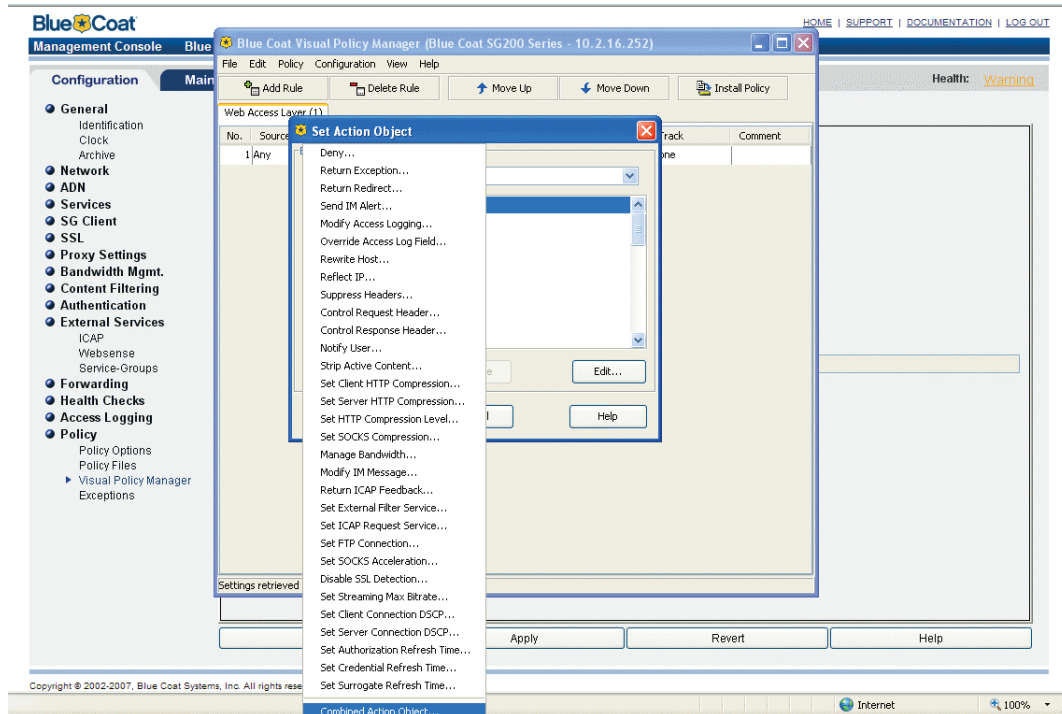 Blue Coat
HOME | SUPPORT | DOCUMENTATION | LOG OUT
Management Console Blue
Configuration Main
Health: Warning
General
Identification
Clock
Archive
Network
ADN
Services
SG Client
SSL
Proxy Settings
Bandwidth Mgmt.
Content Filtering
Authentication
External Services
ICAP
Websense
Service-Groups
Forwarding
Health Checks
Access Logging
Policy
Policy Options
Policy Files
Visual Policy Manager
Exceptions
Blue Coat Visual Policy Manager (Blue Coat SG200 Series - 10.2.16.252)
File Edit Policy Configuration View Help
Add Rule Delete Rule Move Up Move Down Install Policy
Web Access Layer (1)
No. Source Track Comment
1 Any
Set Action Object
Deny...
Return Exception...
Return Redirect...
Send IM Alert...
Modify Access Logging...
Override Access Log Field...
Rewrite Host...
Reflect IP...
Suppress Headers...
Control Request Header...
Control Response Header...
Notify User...
Strip Active Content...
Set Client HTTP Compression...
Set Server HTTP Compression...
Set HTTP Compression Level...
Set SOCKS Compression...
Manage Bandwidth...
Modify IM Message...
Return ICAP Feedback...
Set External Filter Service...
Set ICAP Request Service...
Set FTP Connection...
Set SOCKS Acceleration...
Disable SSL Detection...
Set Streaming Max Bitrate...
Set Client Connection DSCP...
Set Server Connection DSCP...
Set Authorization Refresh Time...
Set Credential Refresh Time...
Set Surrogate Refresh Time...
Combined Action Object...
Edit...
Help
Settings retrieved
Apply Revert Help
Copyright © 2002-2007, Blue Coat Systems, Inc. All rights rese
Internet 100%